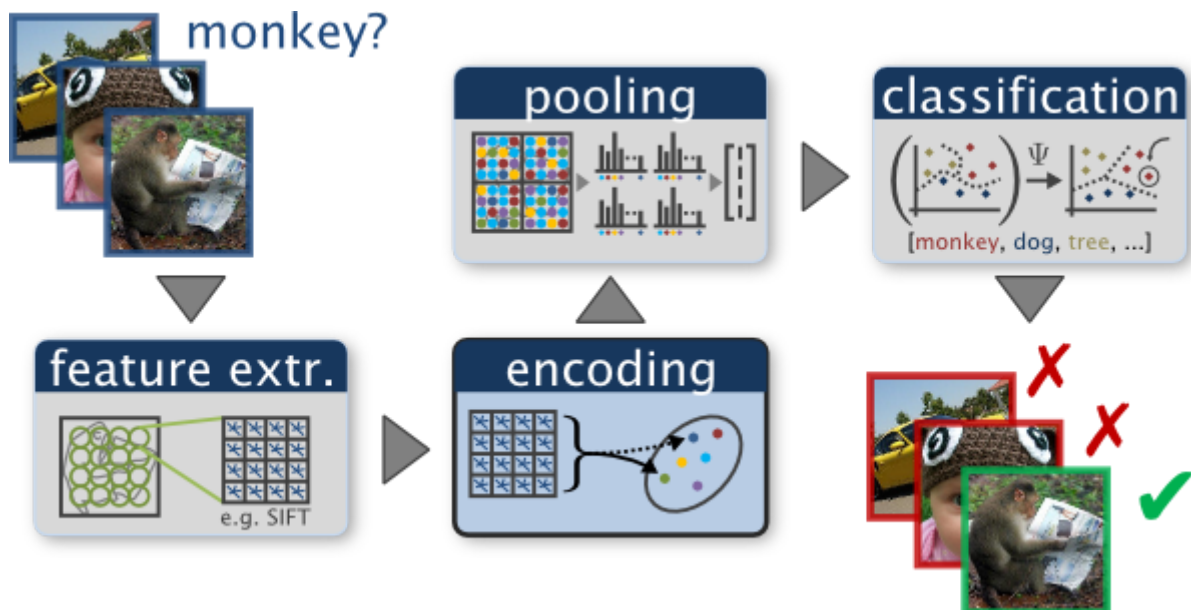 monkey?
pooling
classification
Ψ
[monkey, dog, tree, ...]
feature extr.
e.g. SIFT
encoding